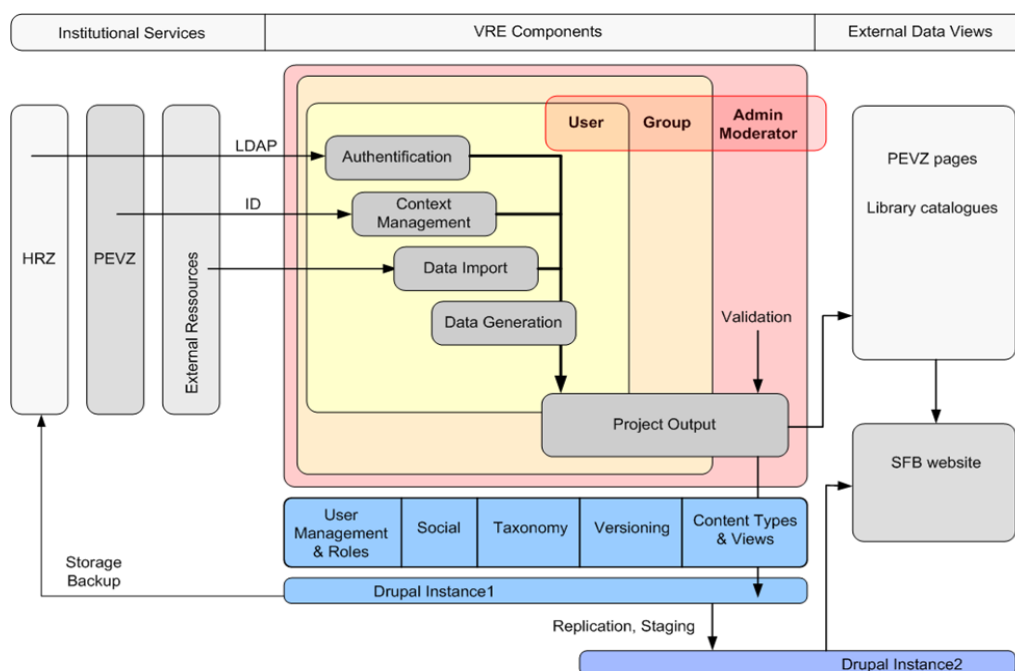 Institutional Services
VRE Components
External Data Views
User
Group
Admin
Moderator
LDAP
Authentification
ID
Context
Management
HRZ
PEVZ
External Ressources
Data Import
Data Generation
Validation
Project Output
PEVZ pages
Library catalogues
SFB website
User
Management
& Roles
Social
Taxonomy
Versioning
Content Types
& Views
Storage
Backup
Drupal Instance1
Replication, Staging
Drupal Instance2